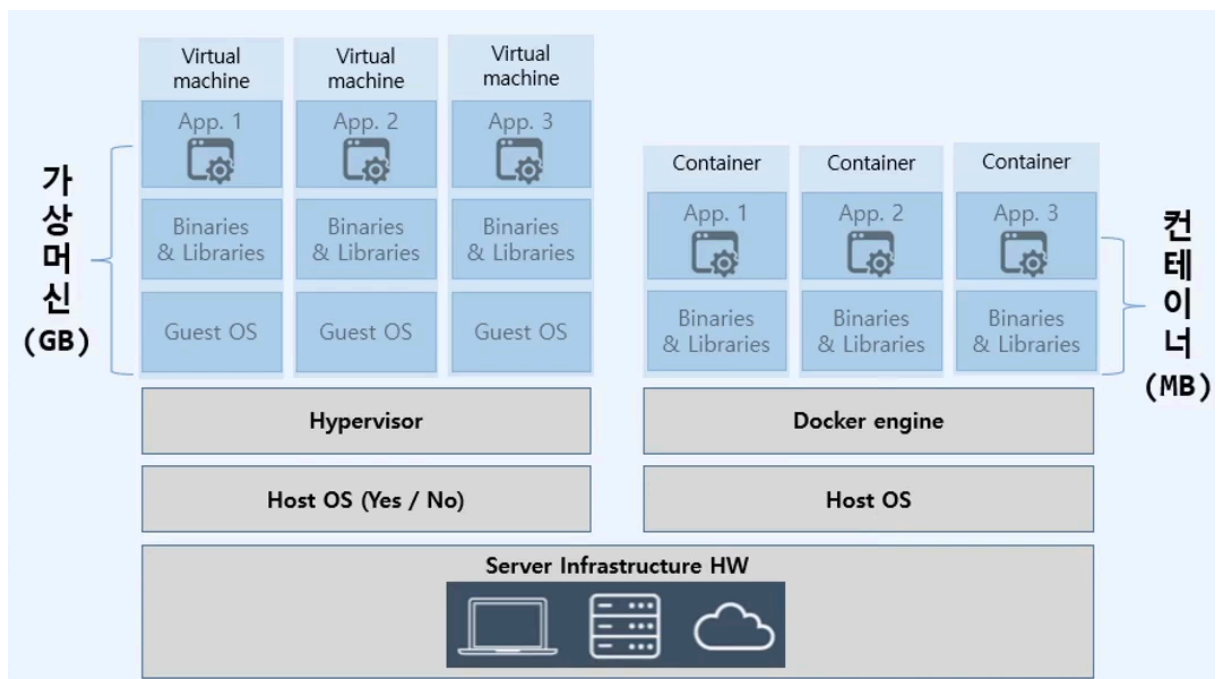 가상머신
(GB)
Virtual
machine
App. 1
Binaries
& Libraries
Guest OS
Virtual
machine
App. 2
Binaries
& Libraries
Guest OS
Virtual
machine
App. 3
Binaries
& Libraries
Guest OS
Hypervisor
Host OS (Yes / No)
Container
App. 1
Binaries
& Libraries
Container
App. 2
Binaries
& Libraries
Container
App. 3
Binaries
& Libraries
컨테이너
(MB)
Docker engine
Host OS
Server Infrastructure HW